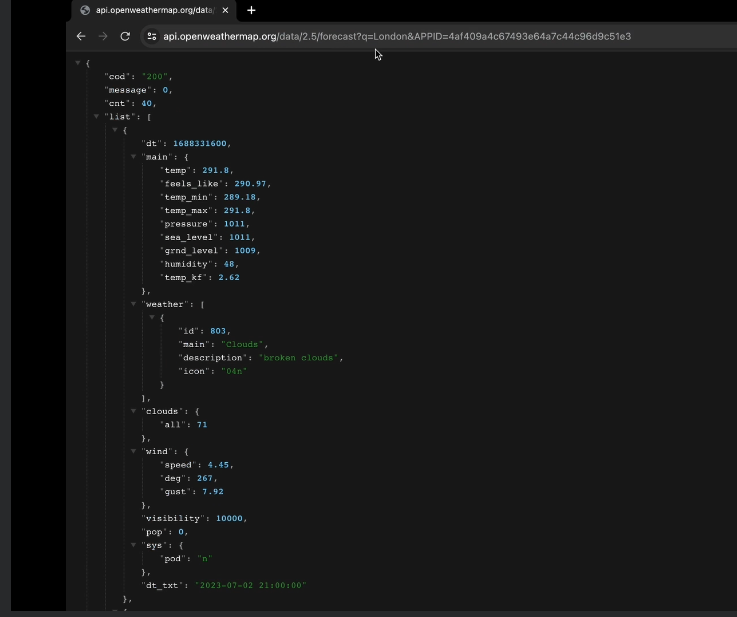 api.openweathermap.org/data/
api.openweathermap.org/data/2.5/forecast?q=London&APPID=4af409a4c67493e64a7c44c96d9c51e3
{
"cod": "200",
"message": 0,
"cnt": 40,
"list": [
{
"dt": 1688331600,
"main": {
"temp": 291.8,
"feels_like": 290.97,
"temp_min": 289.18,
"temp_max": 291.8,
"pressure": 1011,
"sea_level": 1011,
"grnd_level": 1009,
"humidity": 48,
"temp_kf": 2.62
},
"weather": [
{
"id": 803,
"main": "Clouds",
"description": "broken clouds",
"icon": "04n"
}
],
"clouds": {
"all": 71
},
"wind": {
"speed": 4.45,
"deg": 267,
"gust": 7.92
},
"visibility": 10000,
"pop": 0,
"sys": {
"pod": "n"
},
"dt_txt": "2023-07-02 21:00:00"
},